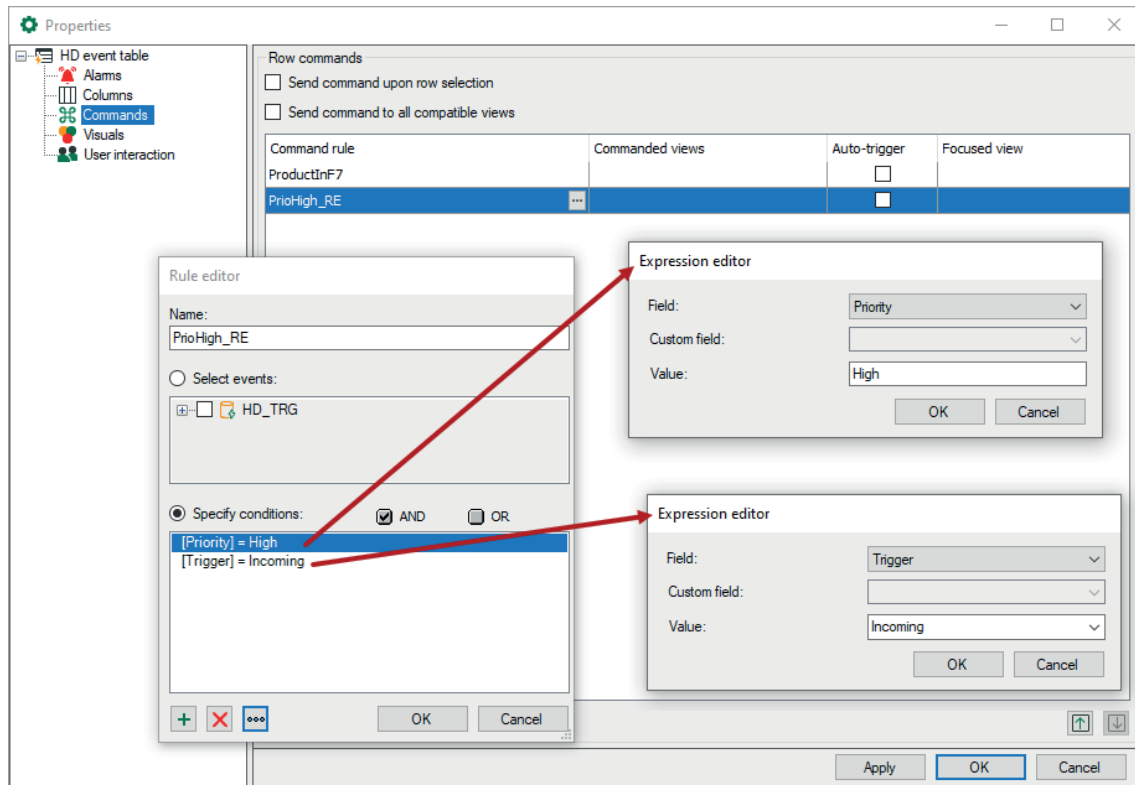 Properties
HD event table
Alarms
Columns
Commands
Visuals
User interaction
Row commands
Send command upon row selection
Send command to all compatible views
Command rule Commanded views Auto-trigger Focused view
ProductInF7
PrioHigh_RE
Rule editor
Name:
PrioHigh_RE
Select events:
HD_TRG
Specify conditions: AND OR
[Priority] = High
[Trigger] = Incoming
OK Cancel
Expression editor
Field: Priority
Custom field:
Value: High
OK Cancel
Expression editor
Field: Trigger
Custom field:
Value: Incoming
OK Cancel
Apply OK Cancel